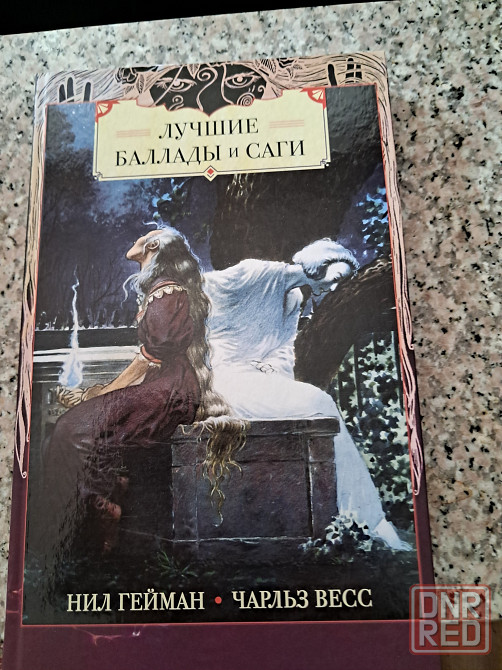 ЛУЧШИЕ
БАЛЛАДЫ и САГИ
НИЛ ГЕЙМАН • ЧАРЛЬЗ ВЕСС
DNR
RED